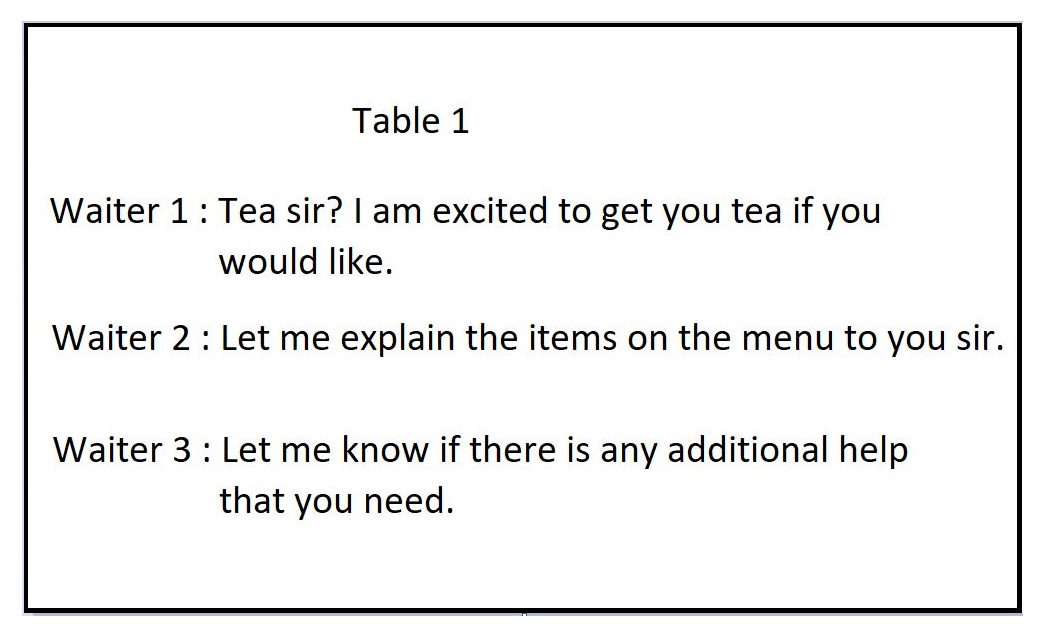 Table 1
Waiter 1 : Tea sir? I am excited to get you tea if you
would like.
Waiter 2 : Let me explain the items on the menu to you sir.
Waiter 3 : Let me know if there is any additional help
that you need.